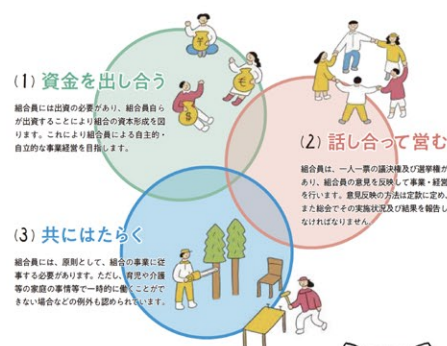 (1) 資金を出し合う
組合員には出資の必要があり、組合員自ら
が出資することにより組合の資本形成を図
ります。これにより組合員による自主的・
自立的な事業経営を目指します。
(2) 話し合って営む
組合員は、一人一票の議決権及び選挙権が
あり、組合員の意見を反映して事業・経営
を行います。意見反映の方法は定款に定め、
また総会でその実施状況及び結果を報告し
なければなりません。
(3) 共にはたらく
組合員には、原則として、組合の事業に従
事する必要があります。ただし、育児や介護
等の家庭の事情等で一時的に働くことがで
きない場合などの例外も認められています。